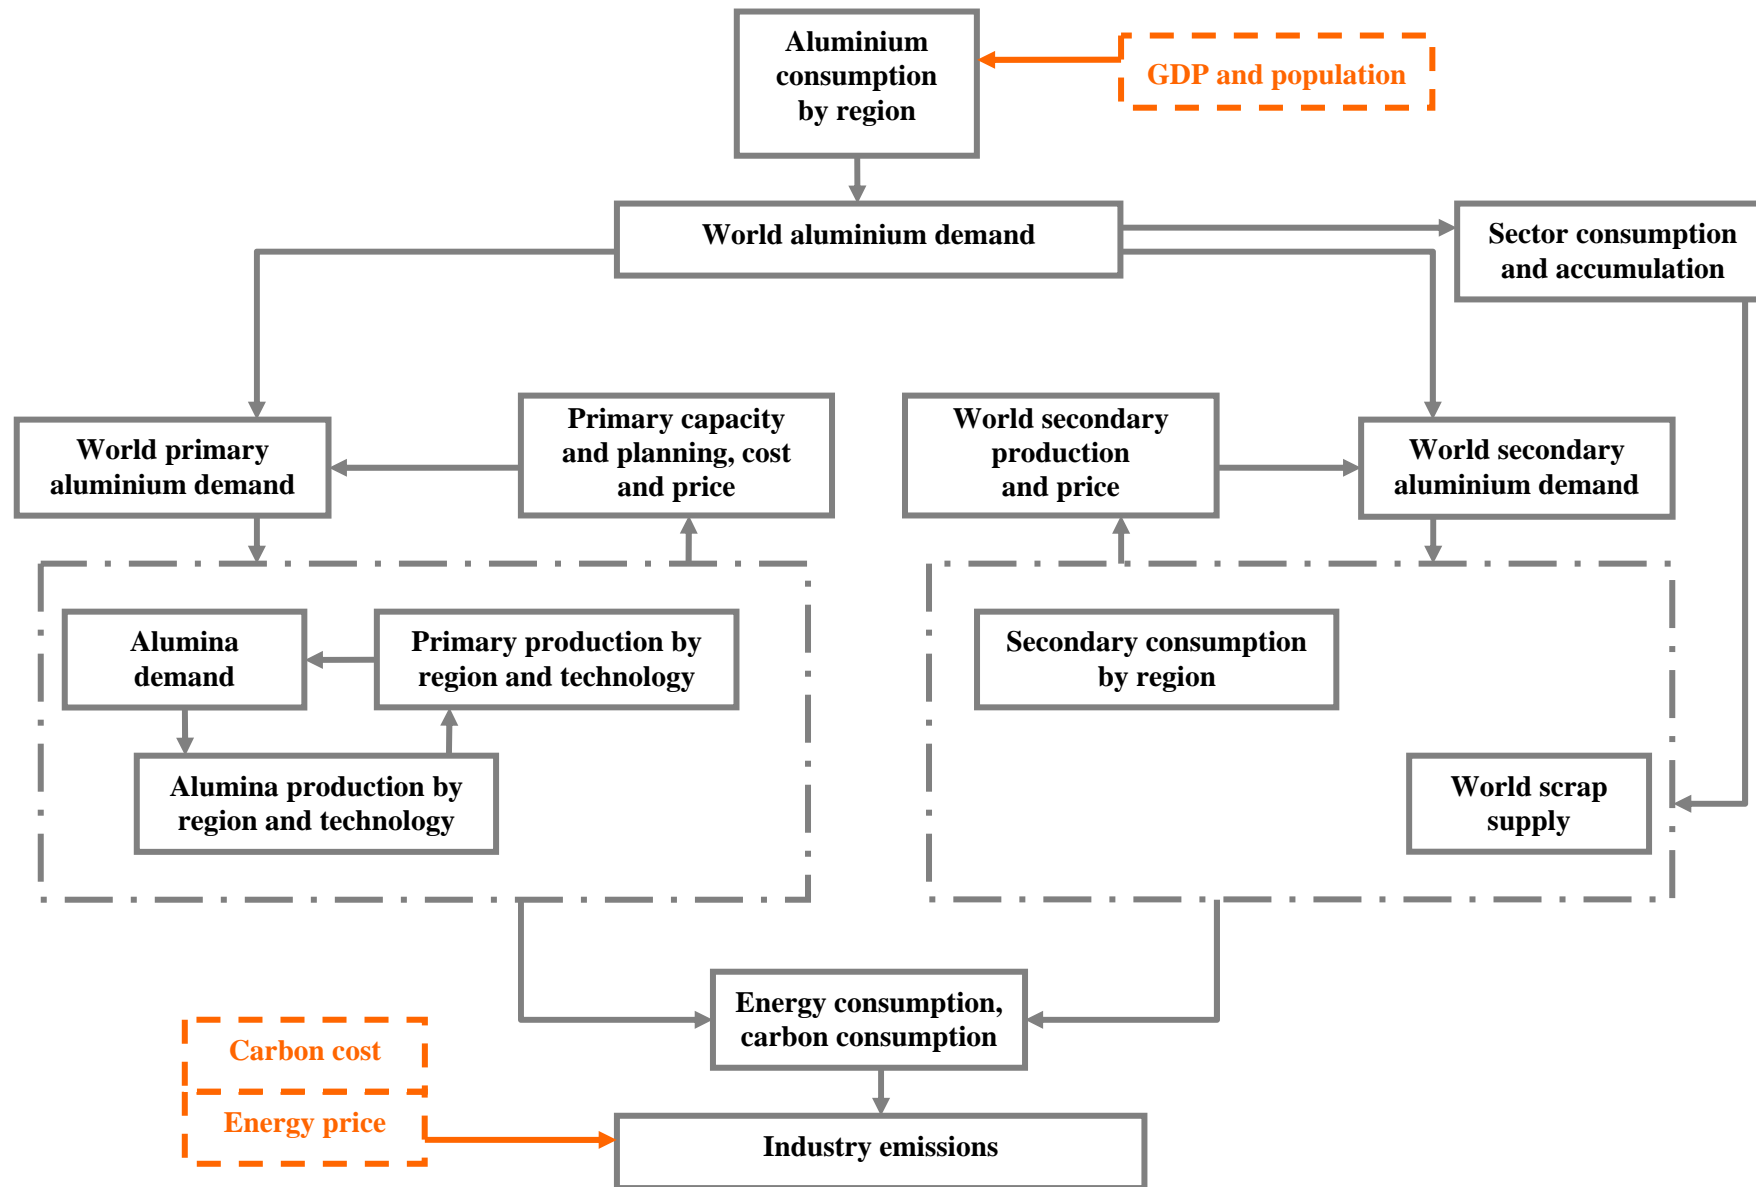 Aluminium
consumption
by region
GDP and population
World aluminium demand
Sector consumption
and accumulation
World primary
aluminium demand
Primary capacity
and planning, cost
and price
World secondary
production
and price
World secondary
aluminium demand
Alumina
demand
Primary production by
region and technology
Secondary consumption
by region
Alumina production by
region and technology
World scrap
supply
Energy consumption,
carbon consumption
Carbon cost
Energy price
Industry emissions